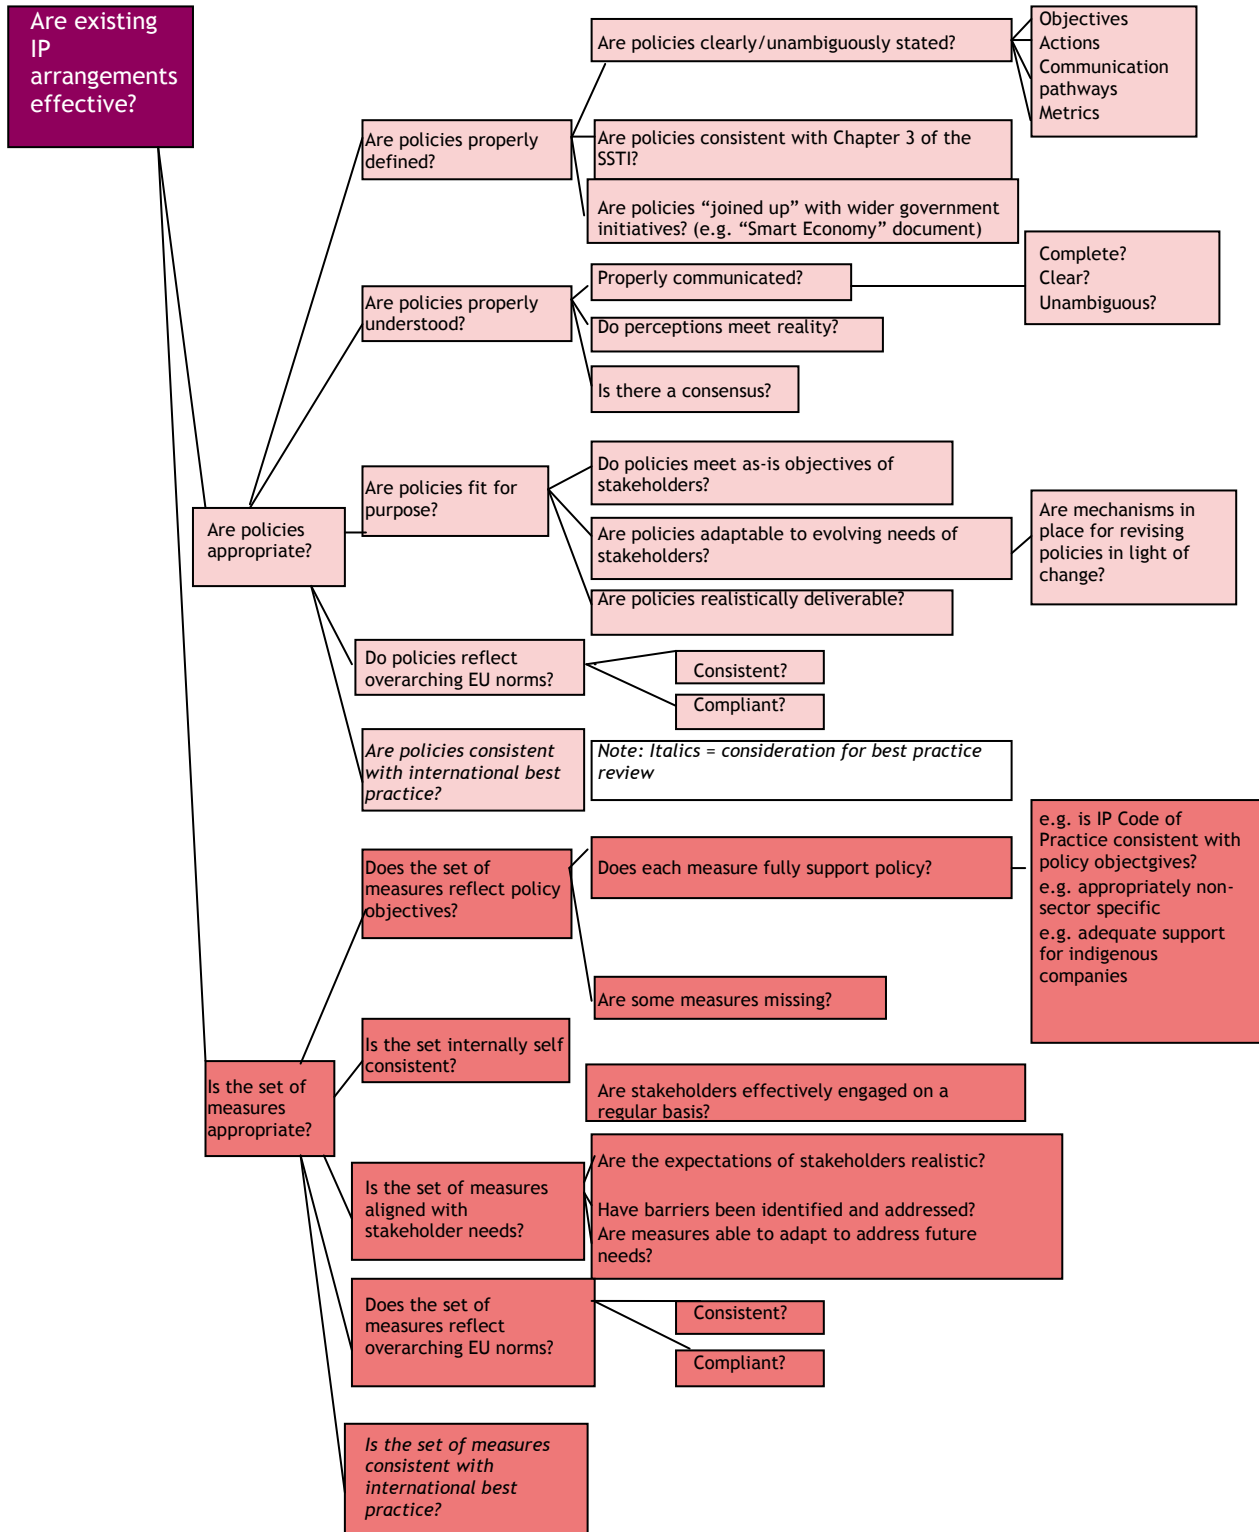 Are existing
IP
arrangements
effective?
Are policies clearly/unambiguously stated?
Objectives
Actions
Communication
pathways
Metrics
Are policies properly
defined?
Are policies consistent with Chapter 3 of the
SSTI?
Are policies “joined up” with wider government
initiatives? (e.g. “Smart Economy” document)
Are policies properly
understood?
Properly communicated?
Complete?
Clear?
Unambiguous?
Do perceptions meet reality?
Is there a consensus?
Are policies
appropriate?
Are policies fit for
purpose?
Do policies meet as-is objectives of
stakeholders?
Are policies adaptable to evolving needs of
stakeholders?
Are mechanisms in
place for revising
policies in light of
change?
Are policies realistically deliverable?
Do policies reflect
overarching EU norms?
Consistent?
Compliant?
Are policies consistent
with international best
practice?
Note: Italics = consideration for best practice
review
Does the set of
measures reflect policy
objectives?
Does each measure fully support policy?
e.g. is IP Code of
Practice consistent with
policy objectgives?
e.g. appropriately non-
sector specific
e.g. adequate support
for indigenous
companies
Are some measures missing?
Is the set of
measures
appropriate?
Is the set internally self
consistent?
Are stakeholders effectively engaged on a
regular basis?
Is the set of measures
aligned with
stakeholder needs?
Are the expectations of stakeholders realistic?
Have barriers been identified and addressed?
Are measures able to adapt to address future
needs?
Does the set of
measures reflect
overarching EU norms?
Consistent?
Compliant?
Is the set of measures
consistent with
international best
practice?